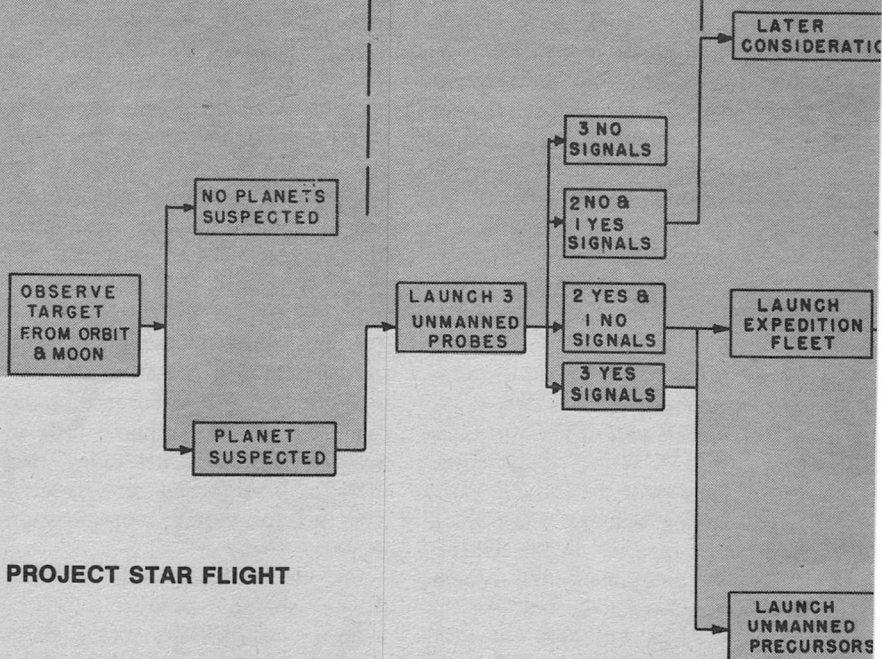 LATER
CONSIDERATIO
3 NO
SIGNALS
NO PLANETS
SUSPECTED
2 NO &
1 YES
SIGNALS
OBSERVE
TARGET
FROM ORBIT
& MOON
LAUNCH 3
UNMANNED
PROBES
2 YES &
1 NO
SIGNALS
LAUNCH
EXPEDITION
FLEET
3 YES
SIGNALS
PLANET
SUSPECTED
PROJECT STAR FLIGHT
LAUNCH
UNMANNED
PRECURSORS